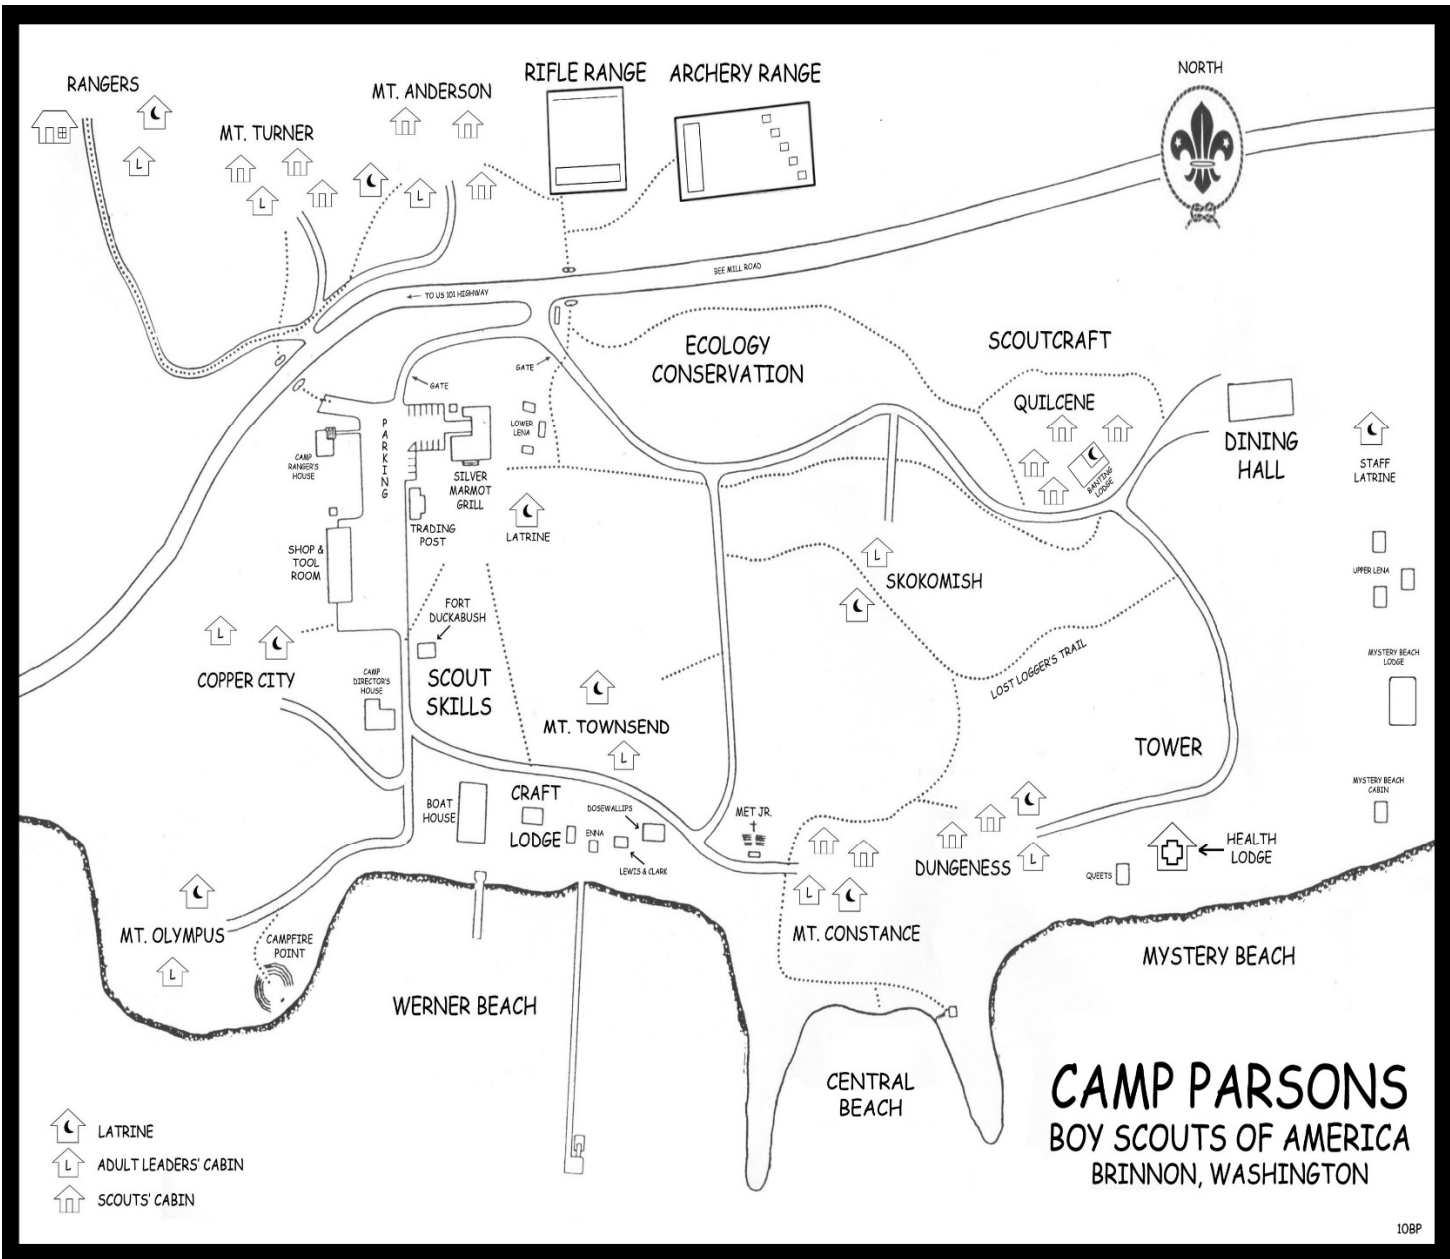 NORTH
RIFLE RANGE
ARCHERY RANGE
RANGERS
MT. ANDERSON
MT. TURNER
L
L
L
BEE MILL ROAD
TO US 101 HIGHWAY
ECOLOGY
CONSERVATION
SCOUTCRAFT
GATE
GATE
QUILCENE
PARKING
LOWER
LENA
DINING
HALL
CAMP
RANGER'S
HOUSE
SILVER
MARMOT
GRILL
BANTING
LODGE
STAFF
LATRINE
TRADING
POST
LATRINE
SHOP &
TOOL
ROOM
L
SKOKOMISH
UPPER LENA
FORT
DUCKABUSH
L
COPPER CITY
CAMP
DIRECTOR'S
HOUSE
SCOUT
SKILLS
LOST LOGGER'S TRAIL
MYSTERY BEACH
LODGE
MT. TOWNSEND
L
TOWER
MYSTERY BEACH
CABIN
BOAT
HOUSE
CRAFT
LODGE
DOSEWALLIPS
ENNA
LEWIS & CLARK
MET JR.
DUNGENESS
L
HEALTH
LODGE
QUEETS
L
MT. CONSTANCE
MT. OLYMPUS
L
CAMPFIRE
POINT
MYSTERY BEACH
WERNER BEACH
CENTRAL
BEACH
CAMP PARSONS
BOY SCOUTS OF AMERICA
BRINNON, WASHINGTON
LATRINE
L ADULT LEADERS' CABIN
SCOUTS' CABIN
10BP